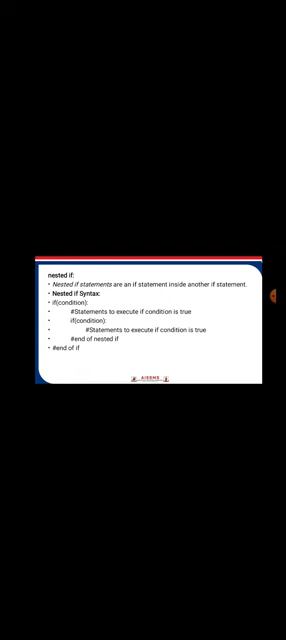 nested if:
• Nested if statements are an if statement inside another if statement.
• Nested if Syntax:
• if(condition):
• #Statements to execute if condition is true
• if(condition):
• #Statements to execute if condition is true
• #end of nested if
• #end of if
AISSMS